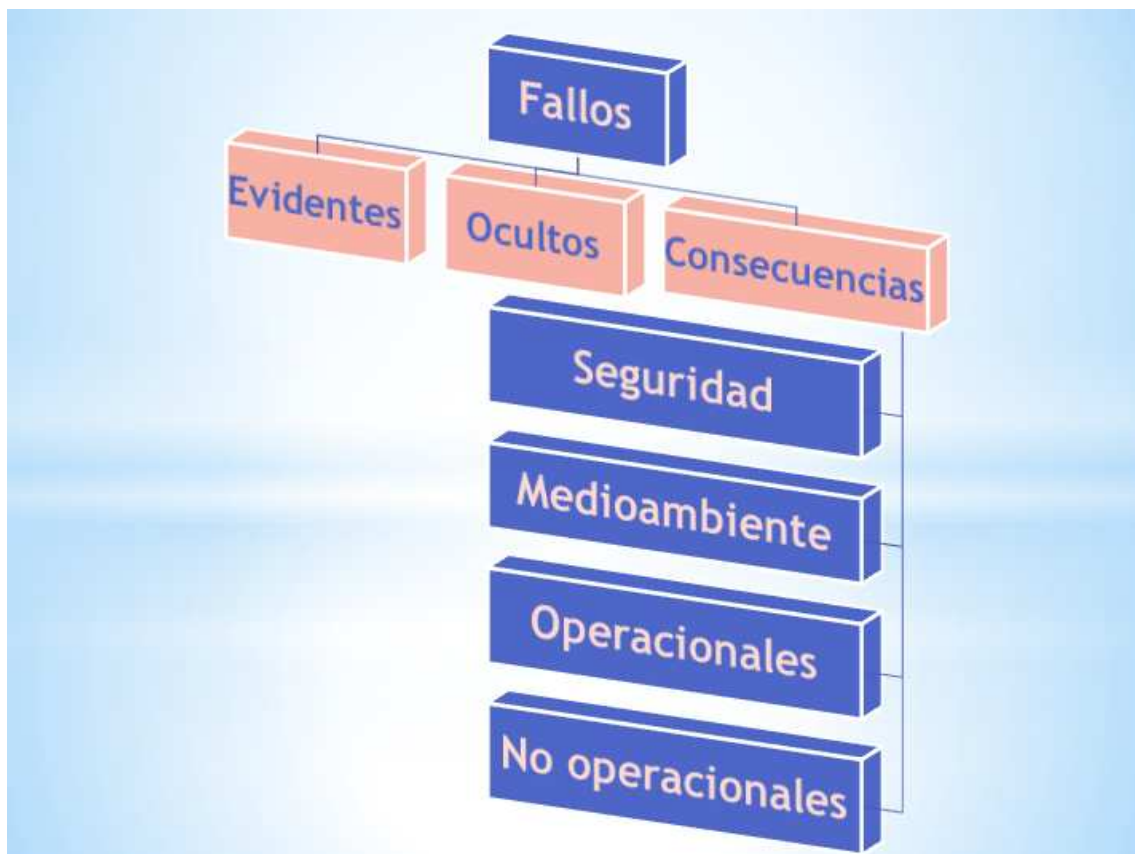 Fallos
Evidentes
Ocultos
Consecuencias
Seguridad
Medioambiente
Operacionales
No operacionales